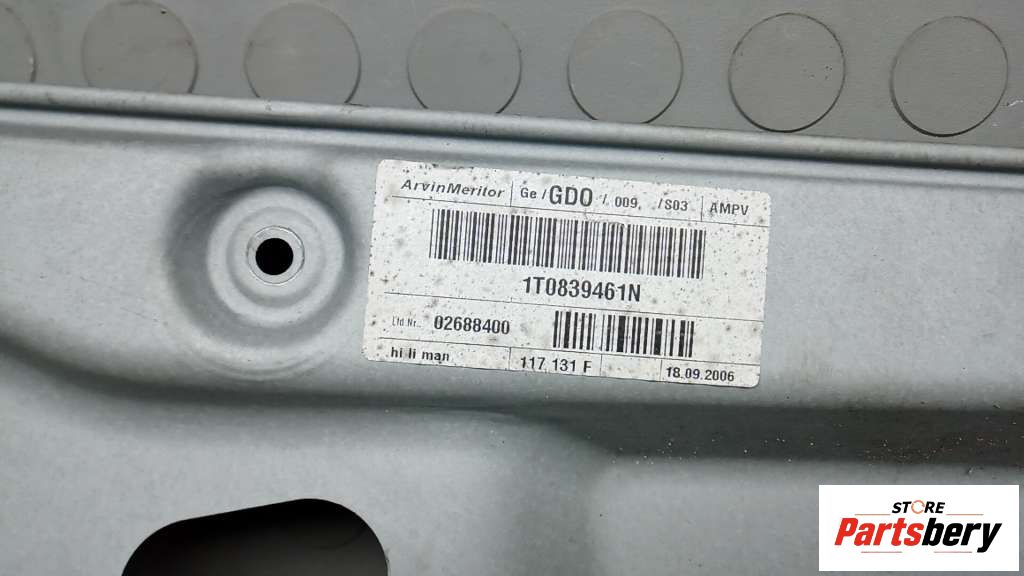 ArvinMeritor Ge /GDO /. 009, /S03 AMPV
1T0839461N
Lfd Nr.. 02688400
hi li man 117 131 F 18.09.2006
STORE
Partsbery